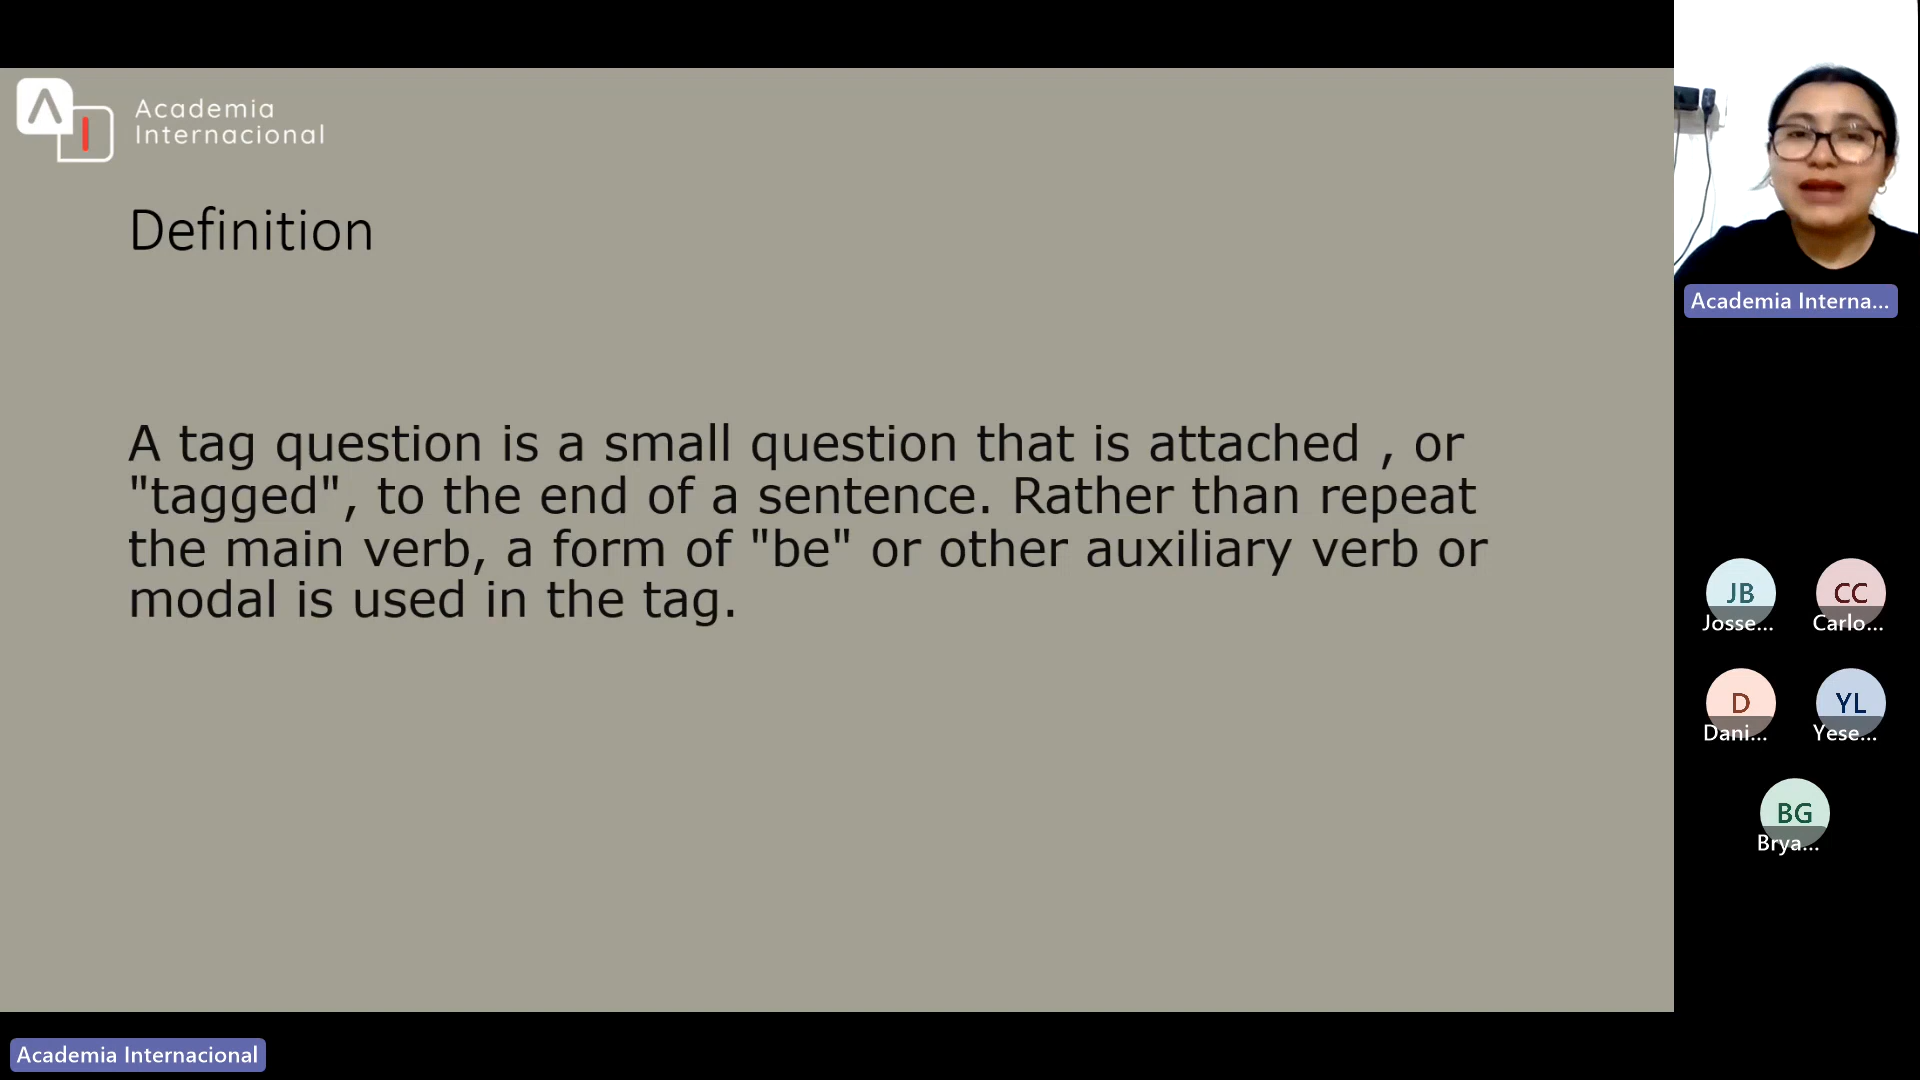 Academia
Internacional
Definition
A tag question is a small question that is attached , or
"tagged", to the end of a sentence. Rather than repeat
the main verb, a form of "be" or other auxiliary verb or
modal is used in the tag.
Academia Interna...
JB
Josse...
CC
Carlo...
D
Dani...
YL
Yese...
BG
Brya...
Academia Internacional